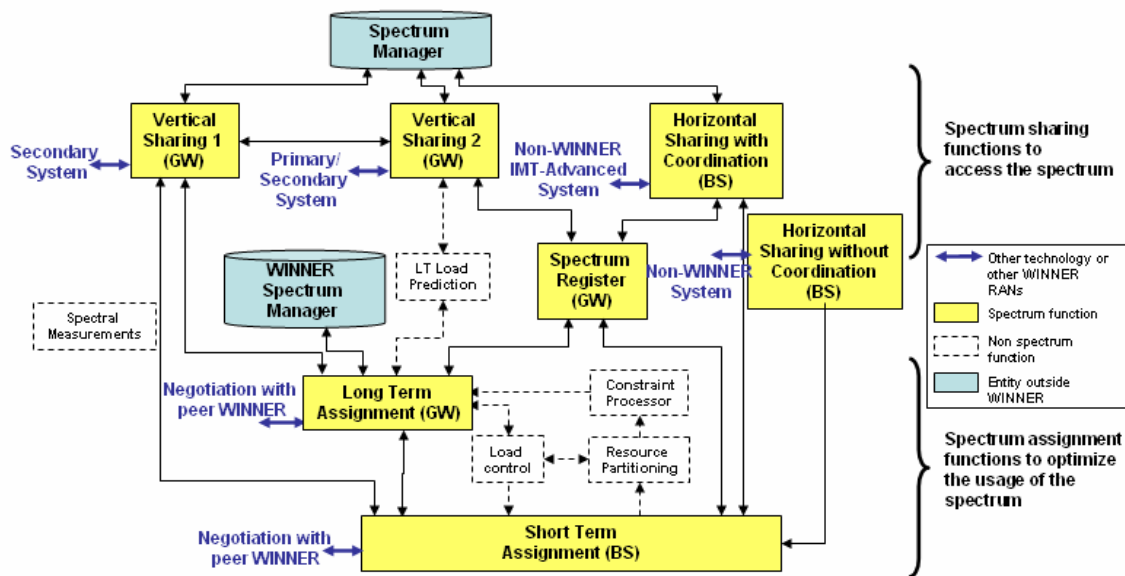 Spectrum
Manager
Vertical
Sharing 1
(GW)
Vertical
Sharing 2
(GW)
Horizontal
Sharing with
Coordination
(BS)
Spectrum sharing
functions to
access the spectrum
Secondary
System
Primary/
Secondary
System
Non-WINNER
IMT-Advanced
System
Horizontal
Sharing without
Coordination
(BS)
Non-WINNER
System
WINNER
Spectrum
Manager
LT Load
Prediction
Spectrum
Register
(GW)
Other technology or
other WINNER
RANs
Spectrum function
Non spectrum
function
Entity outside
WINNER
Spectral
Measurements
Negotiation with
peer WINNER
Long Term
Assignment (GW)
Constraint
Processor
Load
control
Resource
Partitioning
Spectrum assignment
functions to optimize
the usage of the
spectrum
Negotiation with
peer WINNER
Short Term
Assignment (BS)